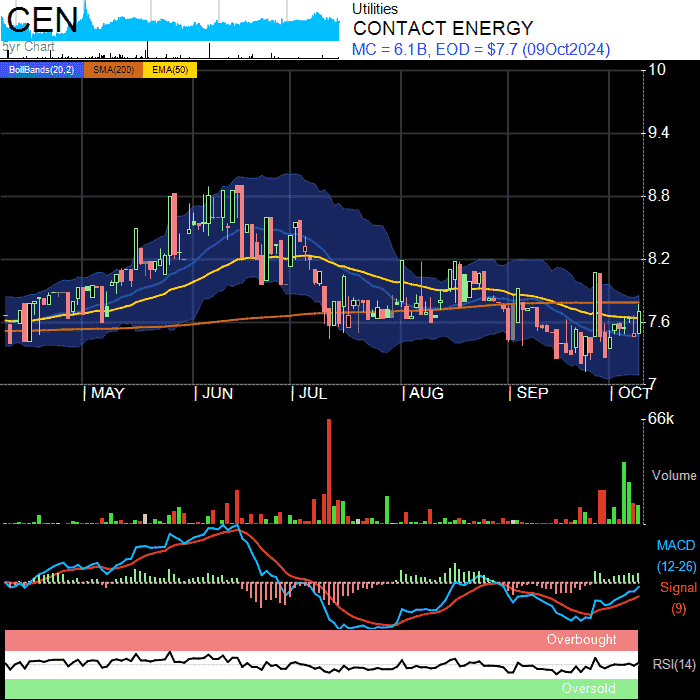 CEN
5yr Chart
Utilities
CONTACT ENERGY
MC = 6.1B, EOD = $7.7 (09Oct2024)
BollBands(20,2) SMA(200) EMA(50)
10
9.4
8.8
8.2
7.6
7
MAY JUN JUL AUG SEP OCT
66k
Volume
MACD
(12-26)
Signal
(9)
Overbought
RSI(14)
Oversold